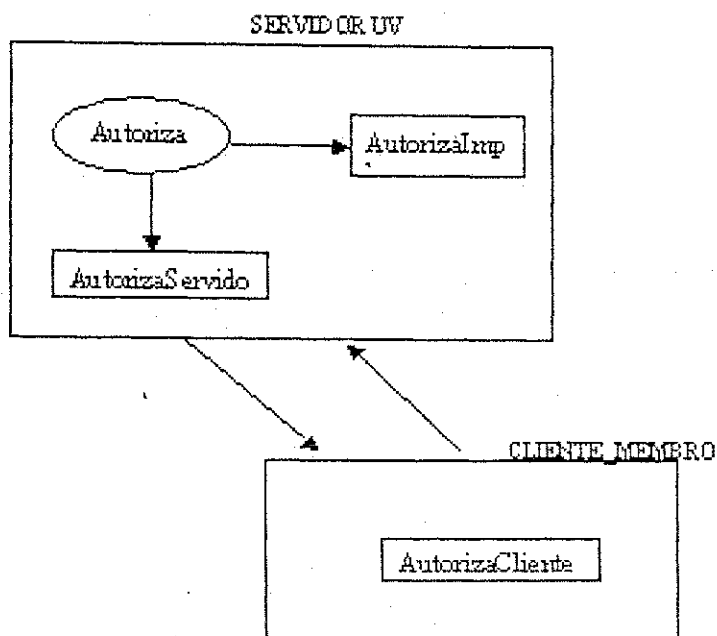 SERVIDOR UV
Autoriza
AutorizaImp
AutorizaServido
CLIENTE_MEMBRO
AutorizaCliente